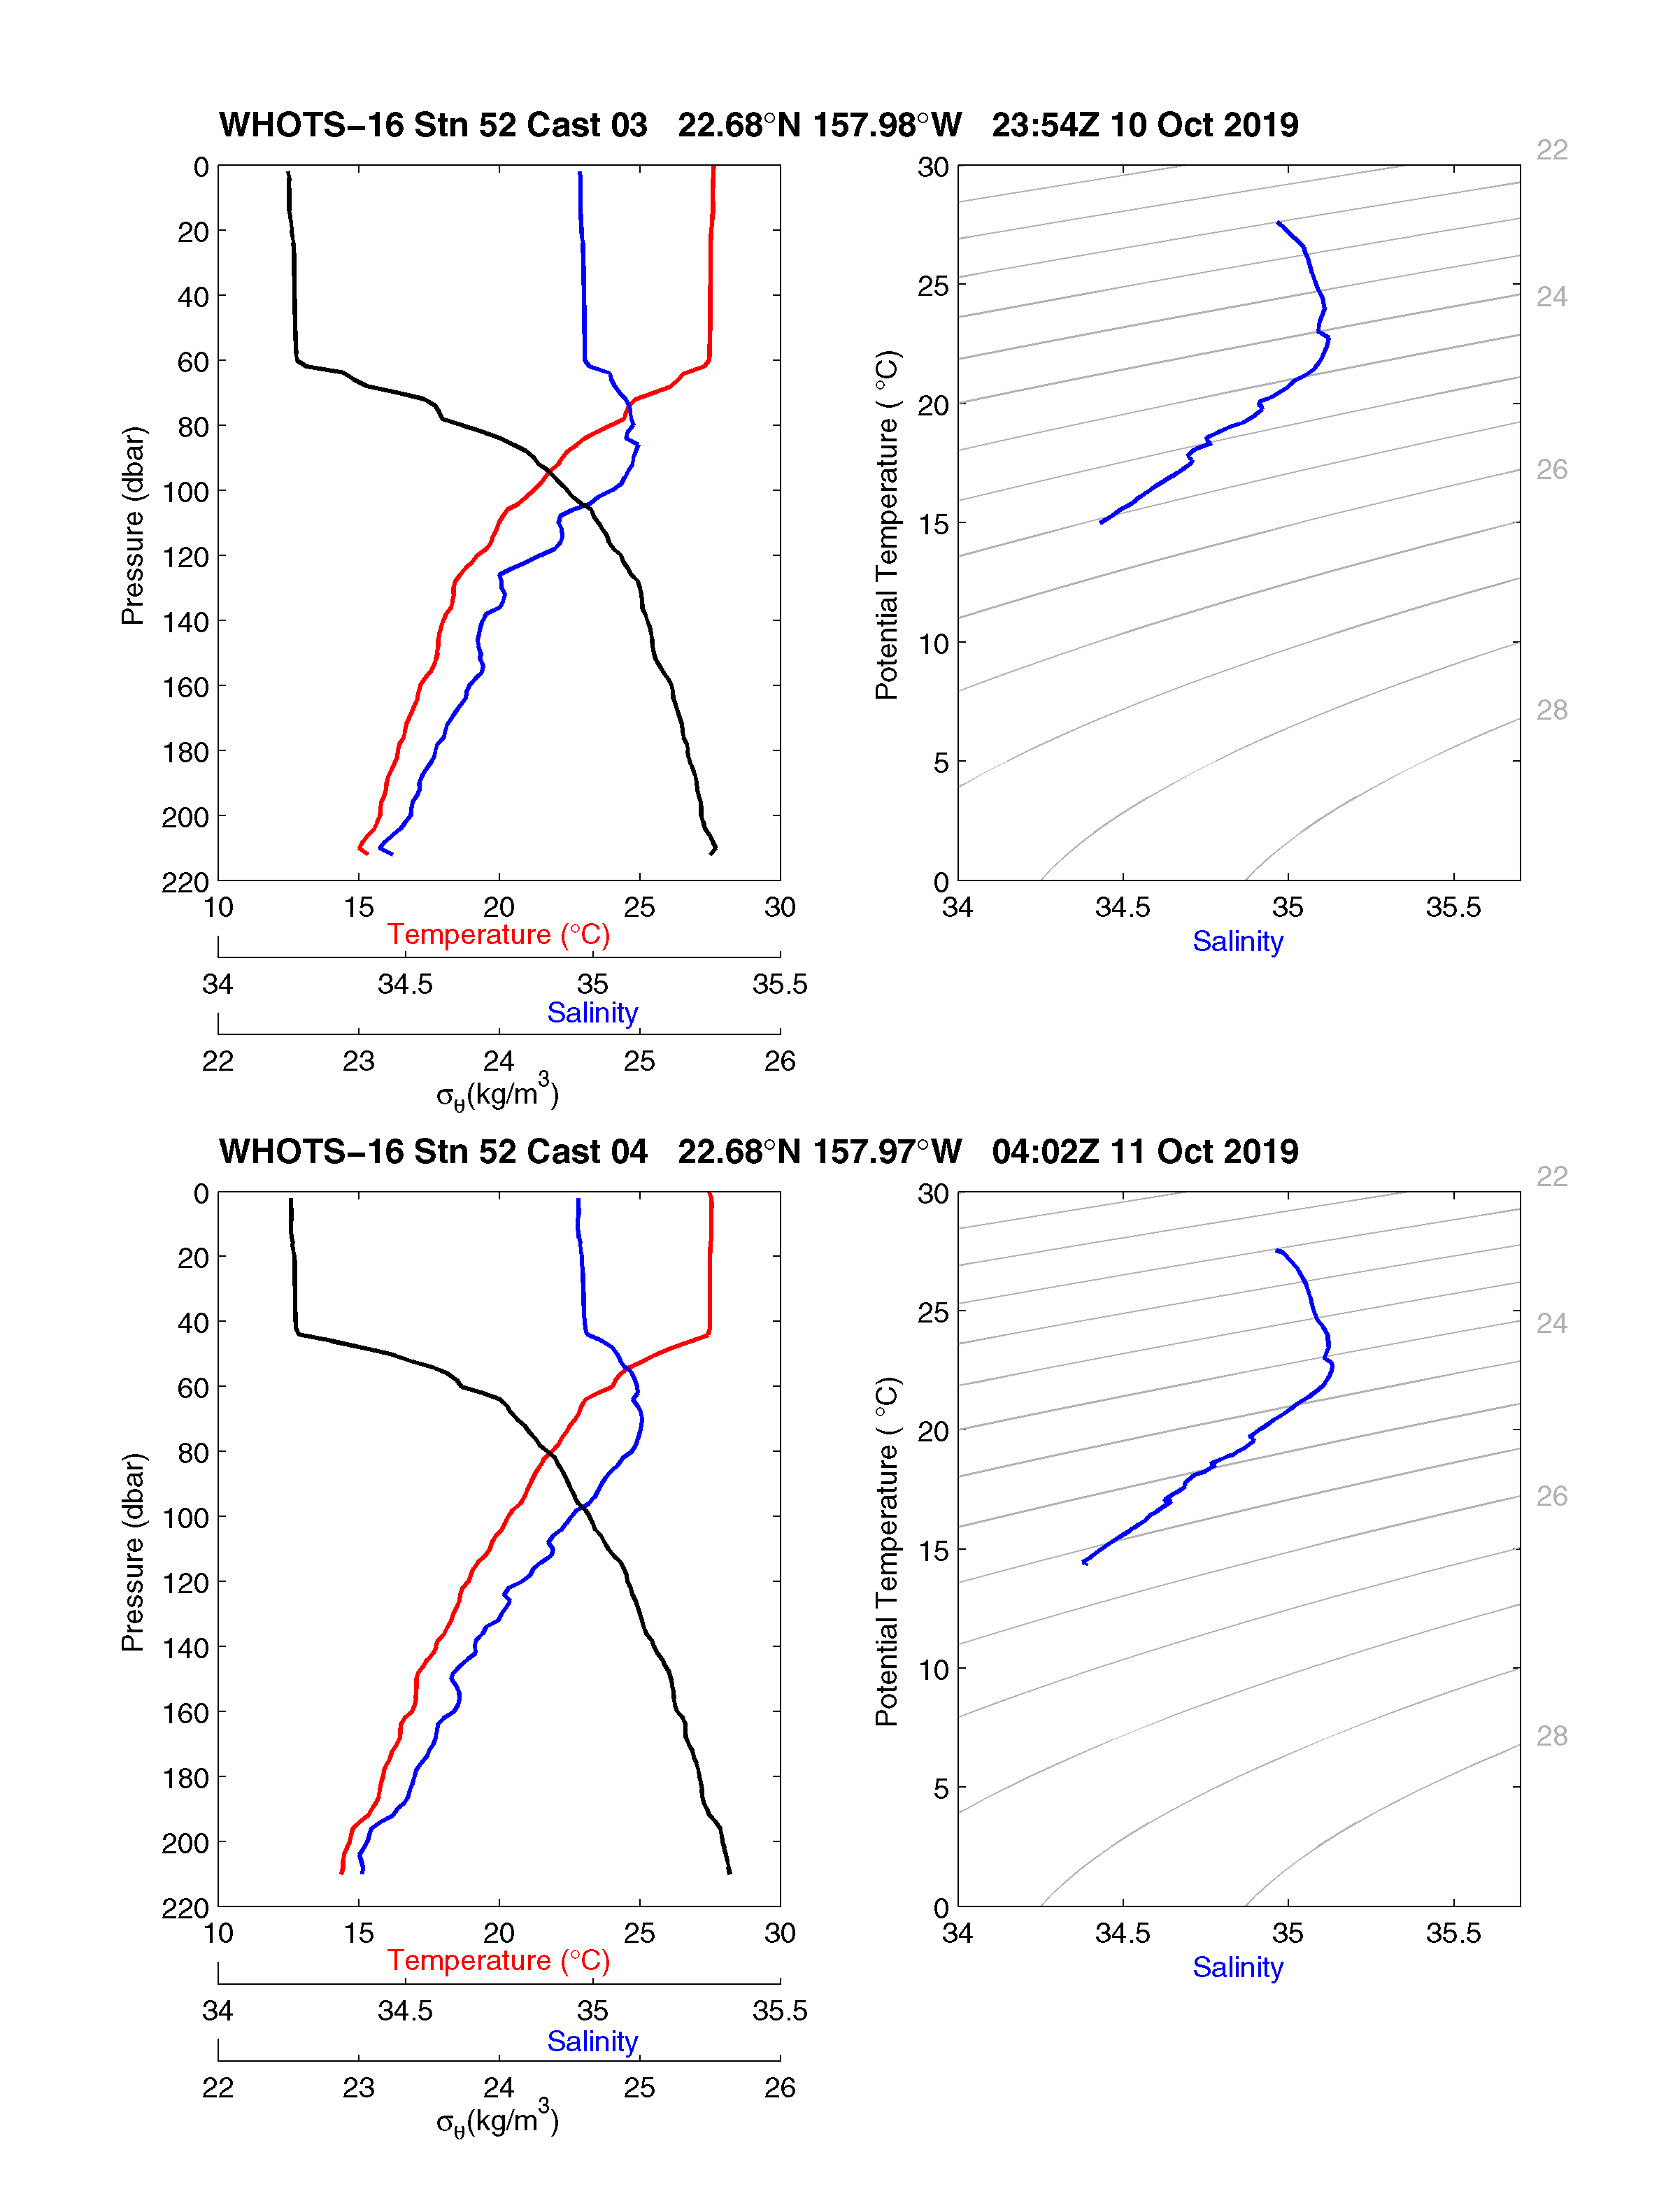 WHOTS−16 Stn 52 Cast 03   22.68°N 157.98°W   23:54Z 10 Oct 2019
0
20
40
60
80
100
120
140
160
180
200
220
Pressure (dbar)
10 15 20 25 30
Temperature (°C)
34 34.5 35 35.5
Salinity
22 23 24 25 26
σθ(kg/m³)
30
25
20
15
10
5
0
Potential Temperature ( °C)
34 34.5 35 35.5
Salinity
22
24
26
28
WHOTS−16 Stn 52 Cast 04   22.68°N 157.97°W   04:02Z 11 Oct 2019
0
20
40
60
80
100
120
140
160
180
200
220
Pressure (dbar)
10 15 20 25 30
Temperature (°C)
34 34.5 35 35.5
Salinity
22 23 24 25 26
σθ(kg/m³)
30
25
20
15
10
5
0
Potential Temperature ( °C)
34 34.5 35 35.5
Salinity
22
24
26
28